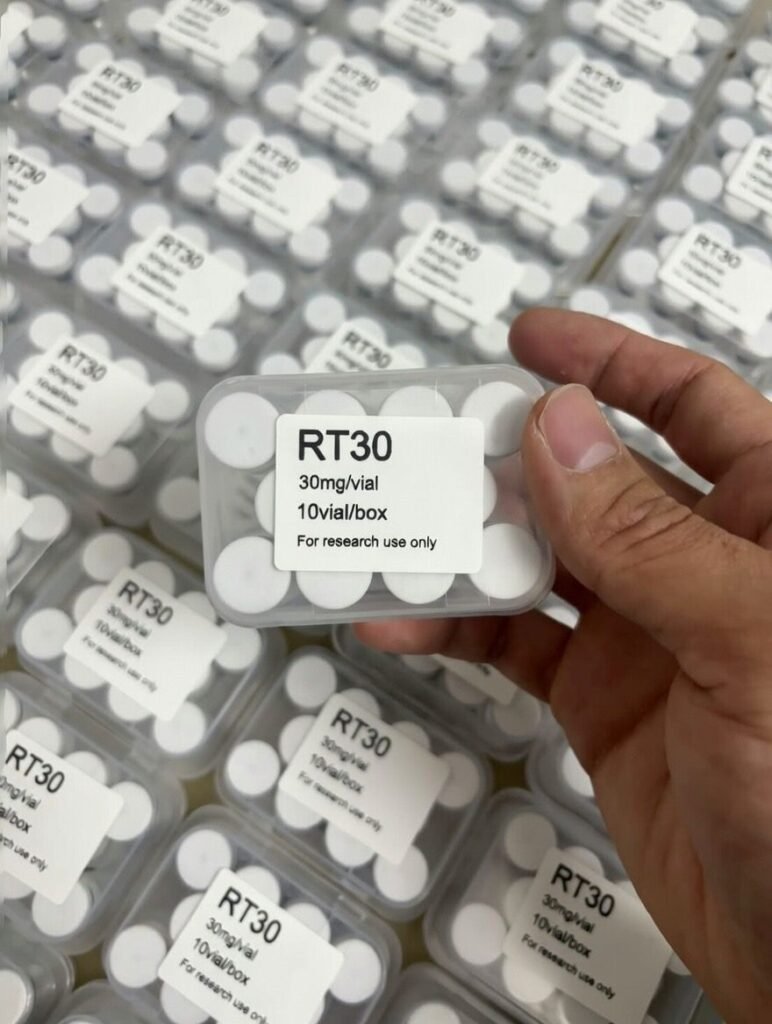 RT30
30mg/vial
10vial/box
For research use only